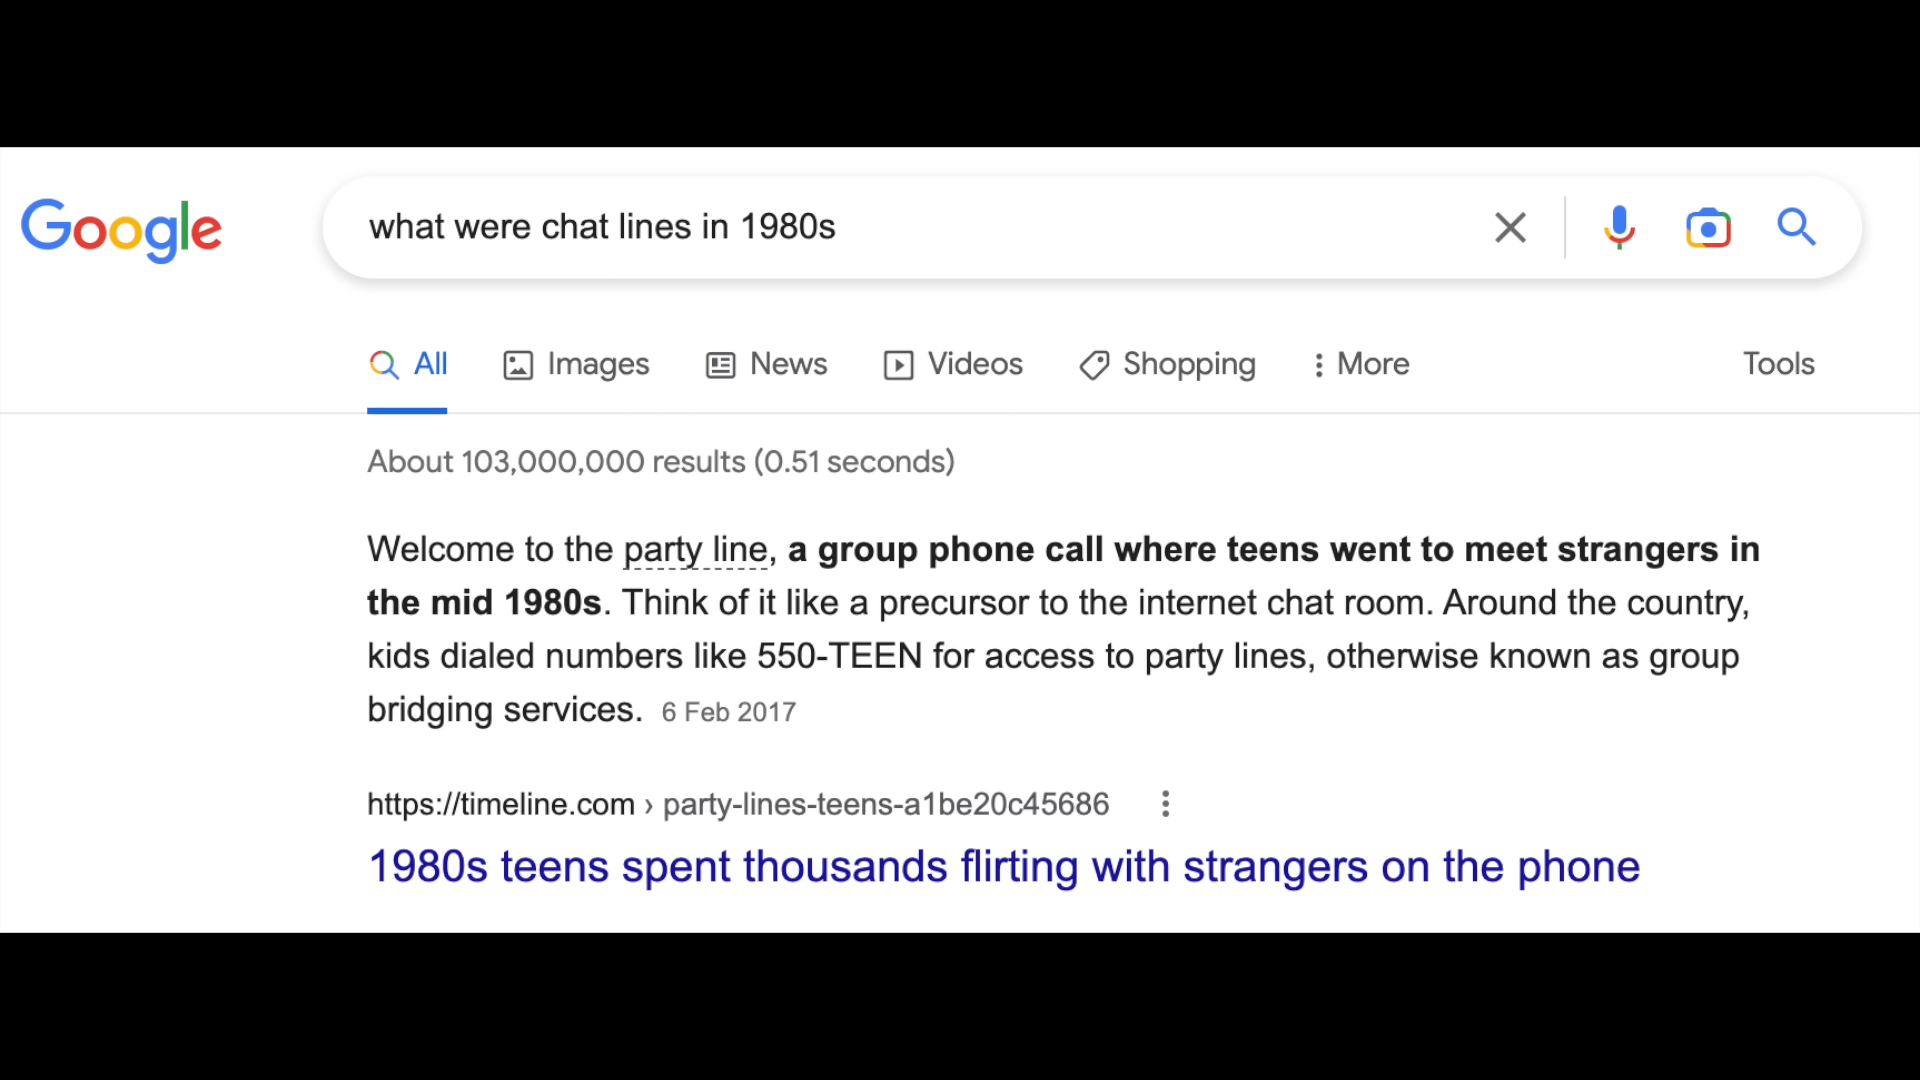 Google
what were chat lines in 1980s
All Images News Videos Shopping More Tools
About 103,000,000 results (0.51 seconds)
Welcome to the party line, a group phone call where teens went to meet strangers in
the mid 1980s. Think of it like a precursor to the internet chat room. Around the country,
kids dialed numbers like 550-TEEN for access to party lines, otherwise known as group
bridging services. 6 Feb 2017
https://timeline.com › party-lines-teens-a1be20c45686
1980s teens spent thousands flirting with strangers on the phone